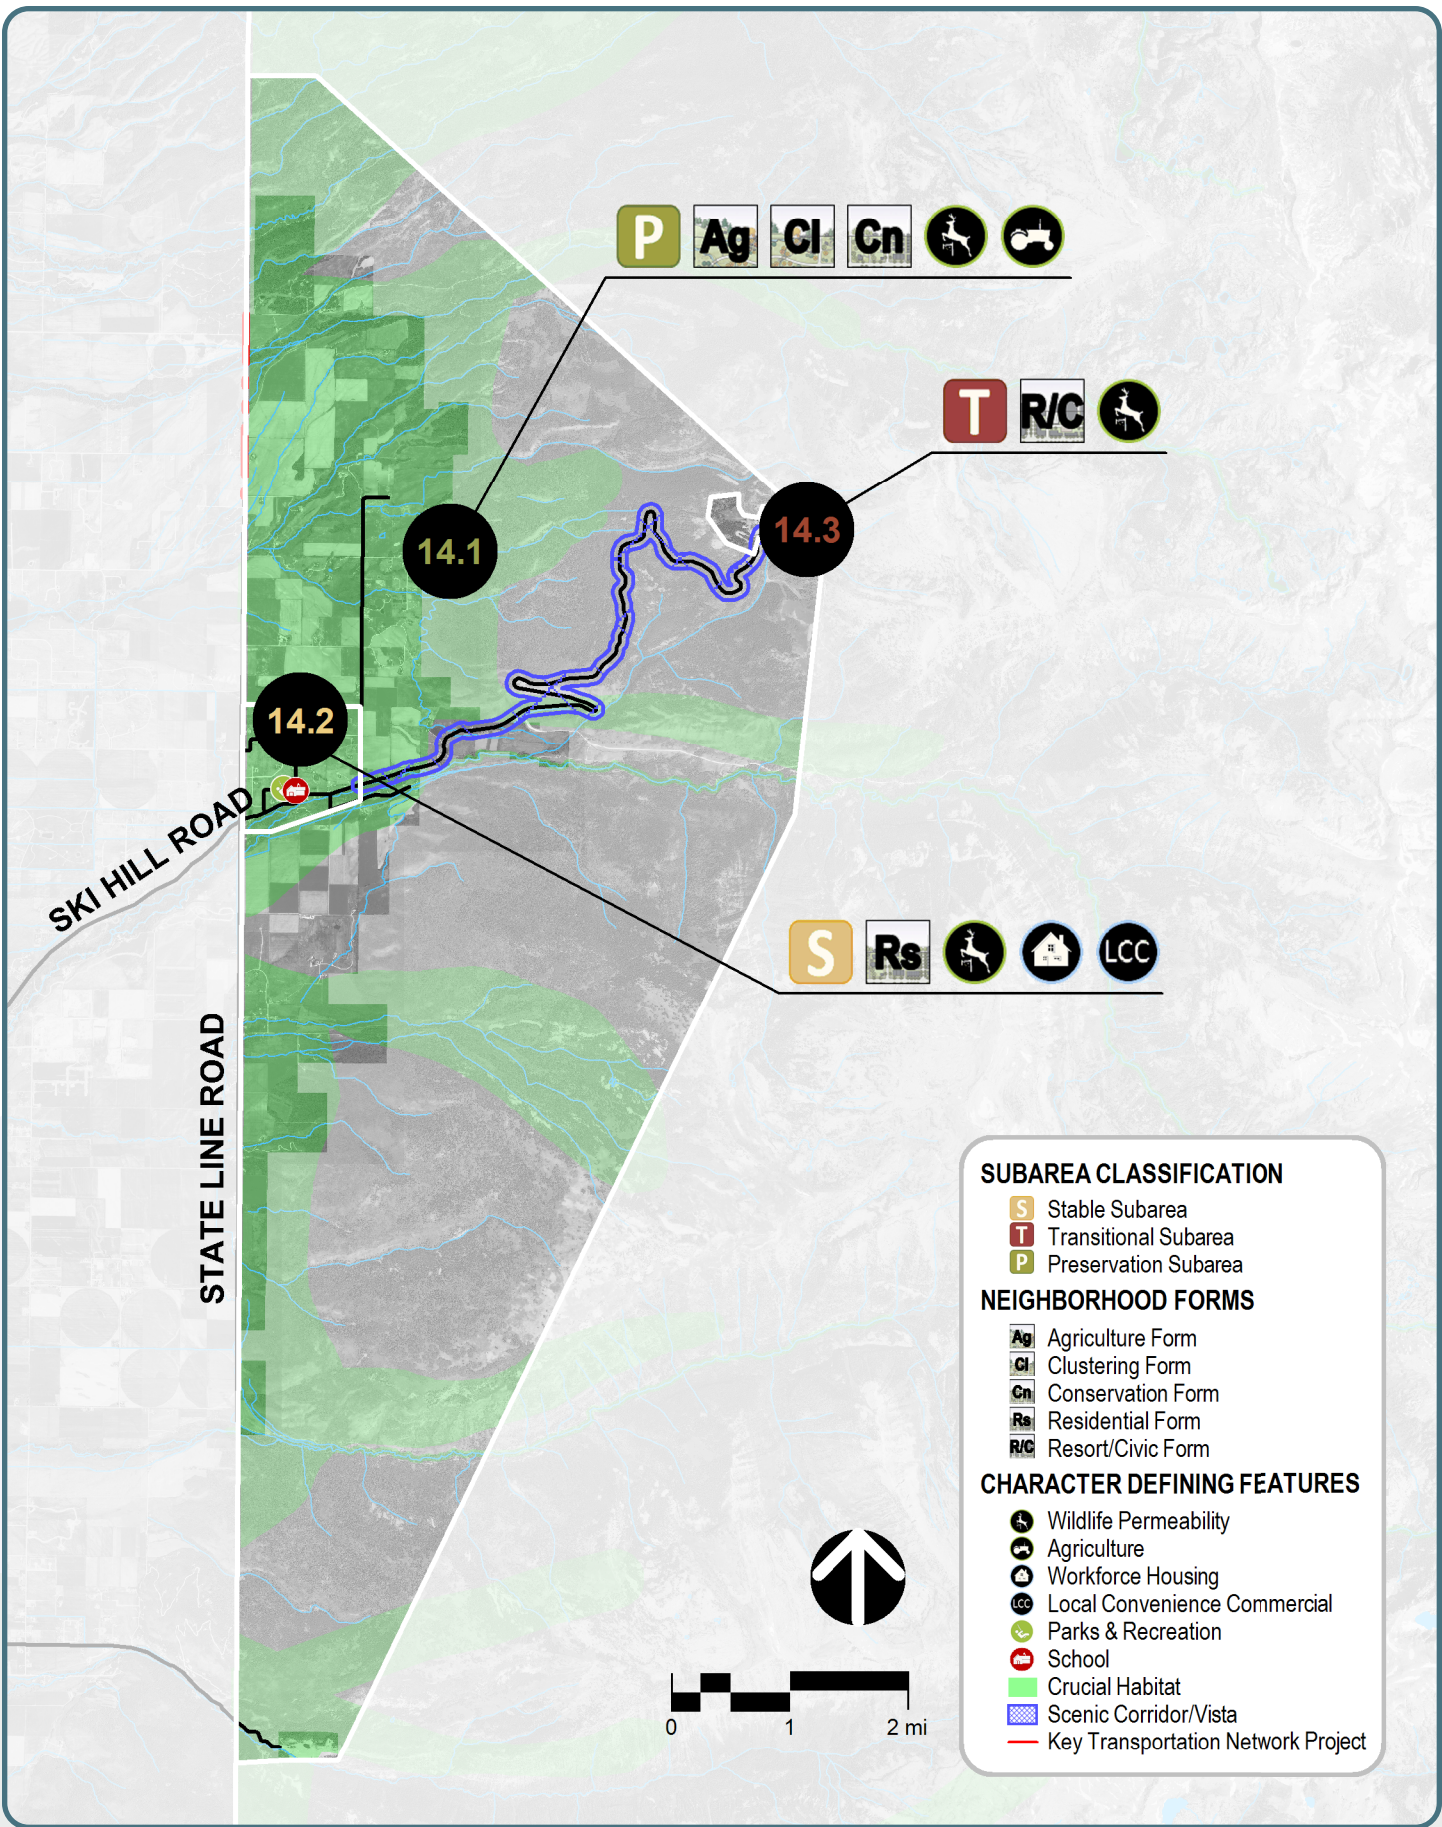 P Ag Cl Cn
T R/C
14.1
14.3
14.2
SKI HILL ROAD
S Rs LCC
STATE LINE ROAD
SUBAREA CLASSIFICATION
S Stable Subarea
T Transitional Subarea
P Preservation Subarea
NEIGHBORHOOD FORMS
Ag Agriculture Form
Cl Clustering Form
Cn Conservation Form
Rs Residential Form
R/C Resort/Civic Form
CHARACTER DEFINING FEATURES
Wildlife Permeability
Agriculture
Workforce Housing
LCC Local Convenience Commercial
Parks & Recreation
School
Crucial Habitat
Scenic Corridor/Vista
Key Transportation Network Project
0 1 2 mi